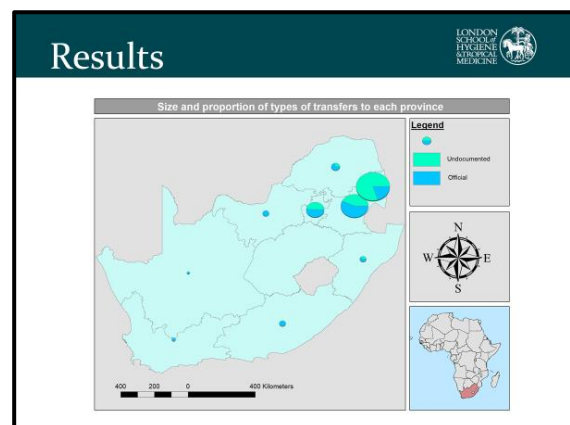 Results
LONDON
SCHOOL of
HYGIENE
&TROPICAL
MEDICINE
Size and proportion of types of transfers to each province
Legend
Undocumented
Official
N
W E
S
400 200 0 400 Kilometers